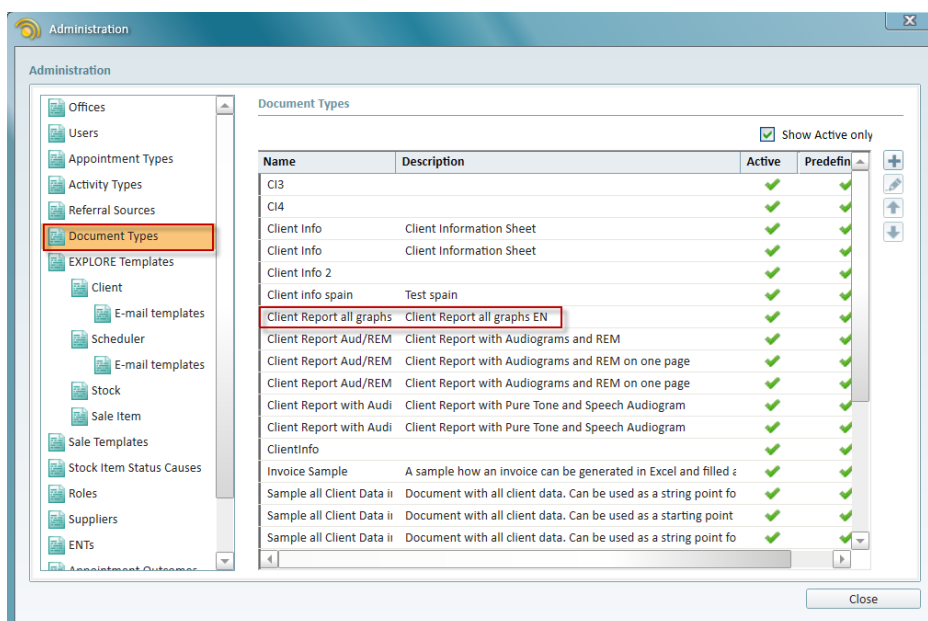 Administration
Administration
Offices
Users
Appointment Types
Activity Types
Referral Sources
Document Types
EXPLORE Templates
Client
E-mail templates
Scheduler
E-mail templates
Stock
Sale Item
Sale Templates
Stock Item Status Causes
Roles
Suppliers
ENTs
Appointment Outcomes
Document Types
Show Active only
Name Description Active Predefin
CI3
CI4
Client Info Client Information Sheet
Client Info Client Information Sheet
Client Info 2
Client info spain Test spain
Client Report all graphs Client Report all graphs EN
Client Report Aud/REM Client Report with Audiograms and REM
Client Report Aud/REM Client Report with Audiograms and REM on one page
Client Report Aud/REM Client Report with Audiograms and REM on one page
Client Report with Audi Client Report with Pure Tone and Speech Audiogram
Client Report with Audi Client Report with Pure Tone and Speech Audiogram
ClientInfo
Invoice Sample A sample how an invoice can be generated in Excel and filled a
Sample all Client Data in Document with all client data. Can be used as a string point fo
Sample all Client Data in Document with all client data. Can be used as a starting point
Sample all Client Data in Document with all client data. Can be used as a string point fo
Close